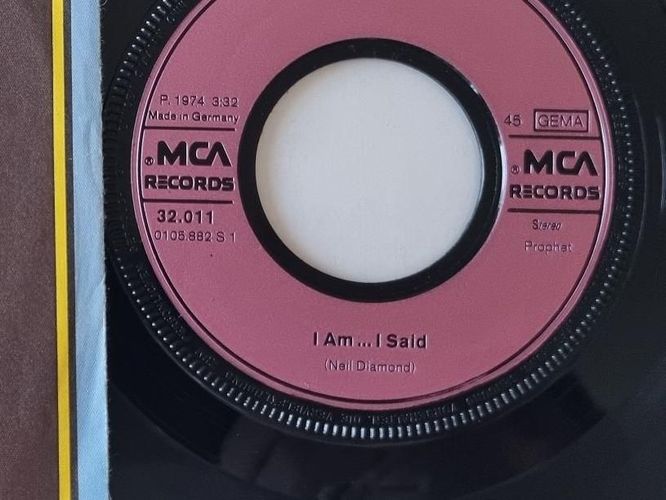 P. 1974 3:32
Made in Germany
® MCA
RECORDS
32.011
0105.882 S 1
45 GEMA
® MCA
RECORDS
Stereo
Prophet
I Am ... I Said
(Neil Diamond)